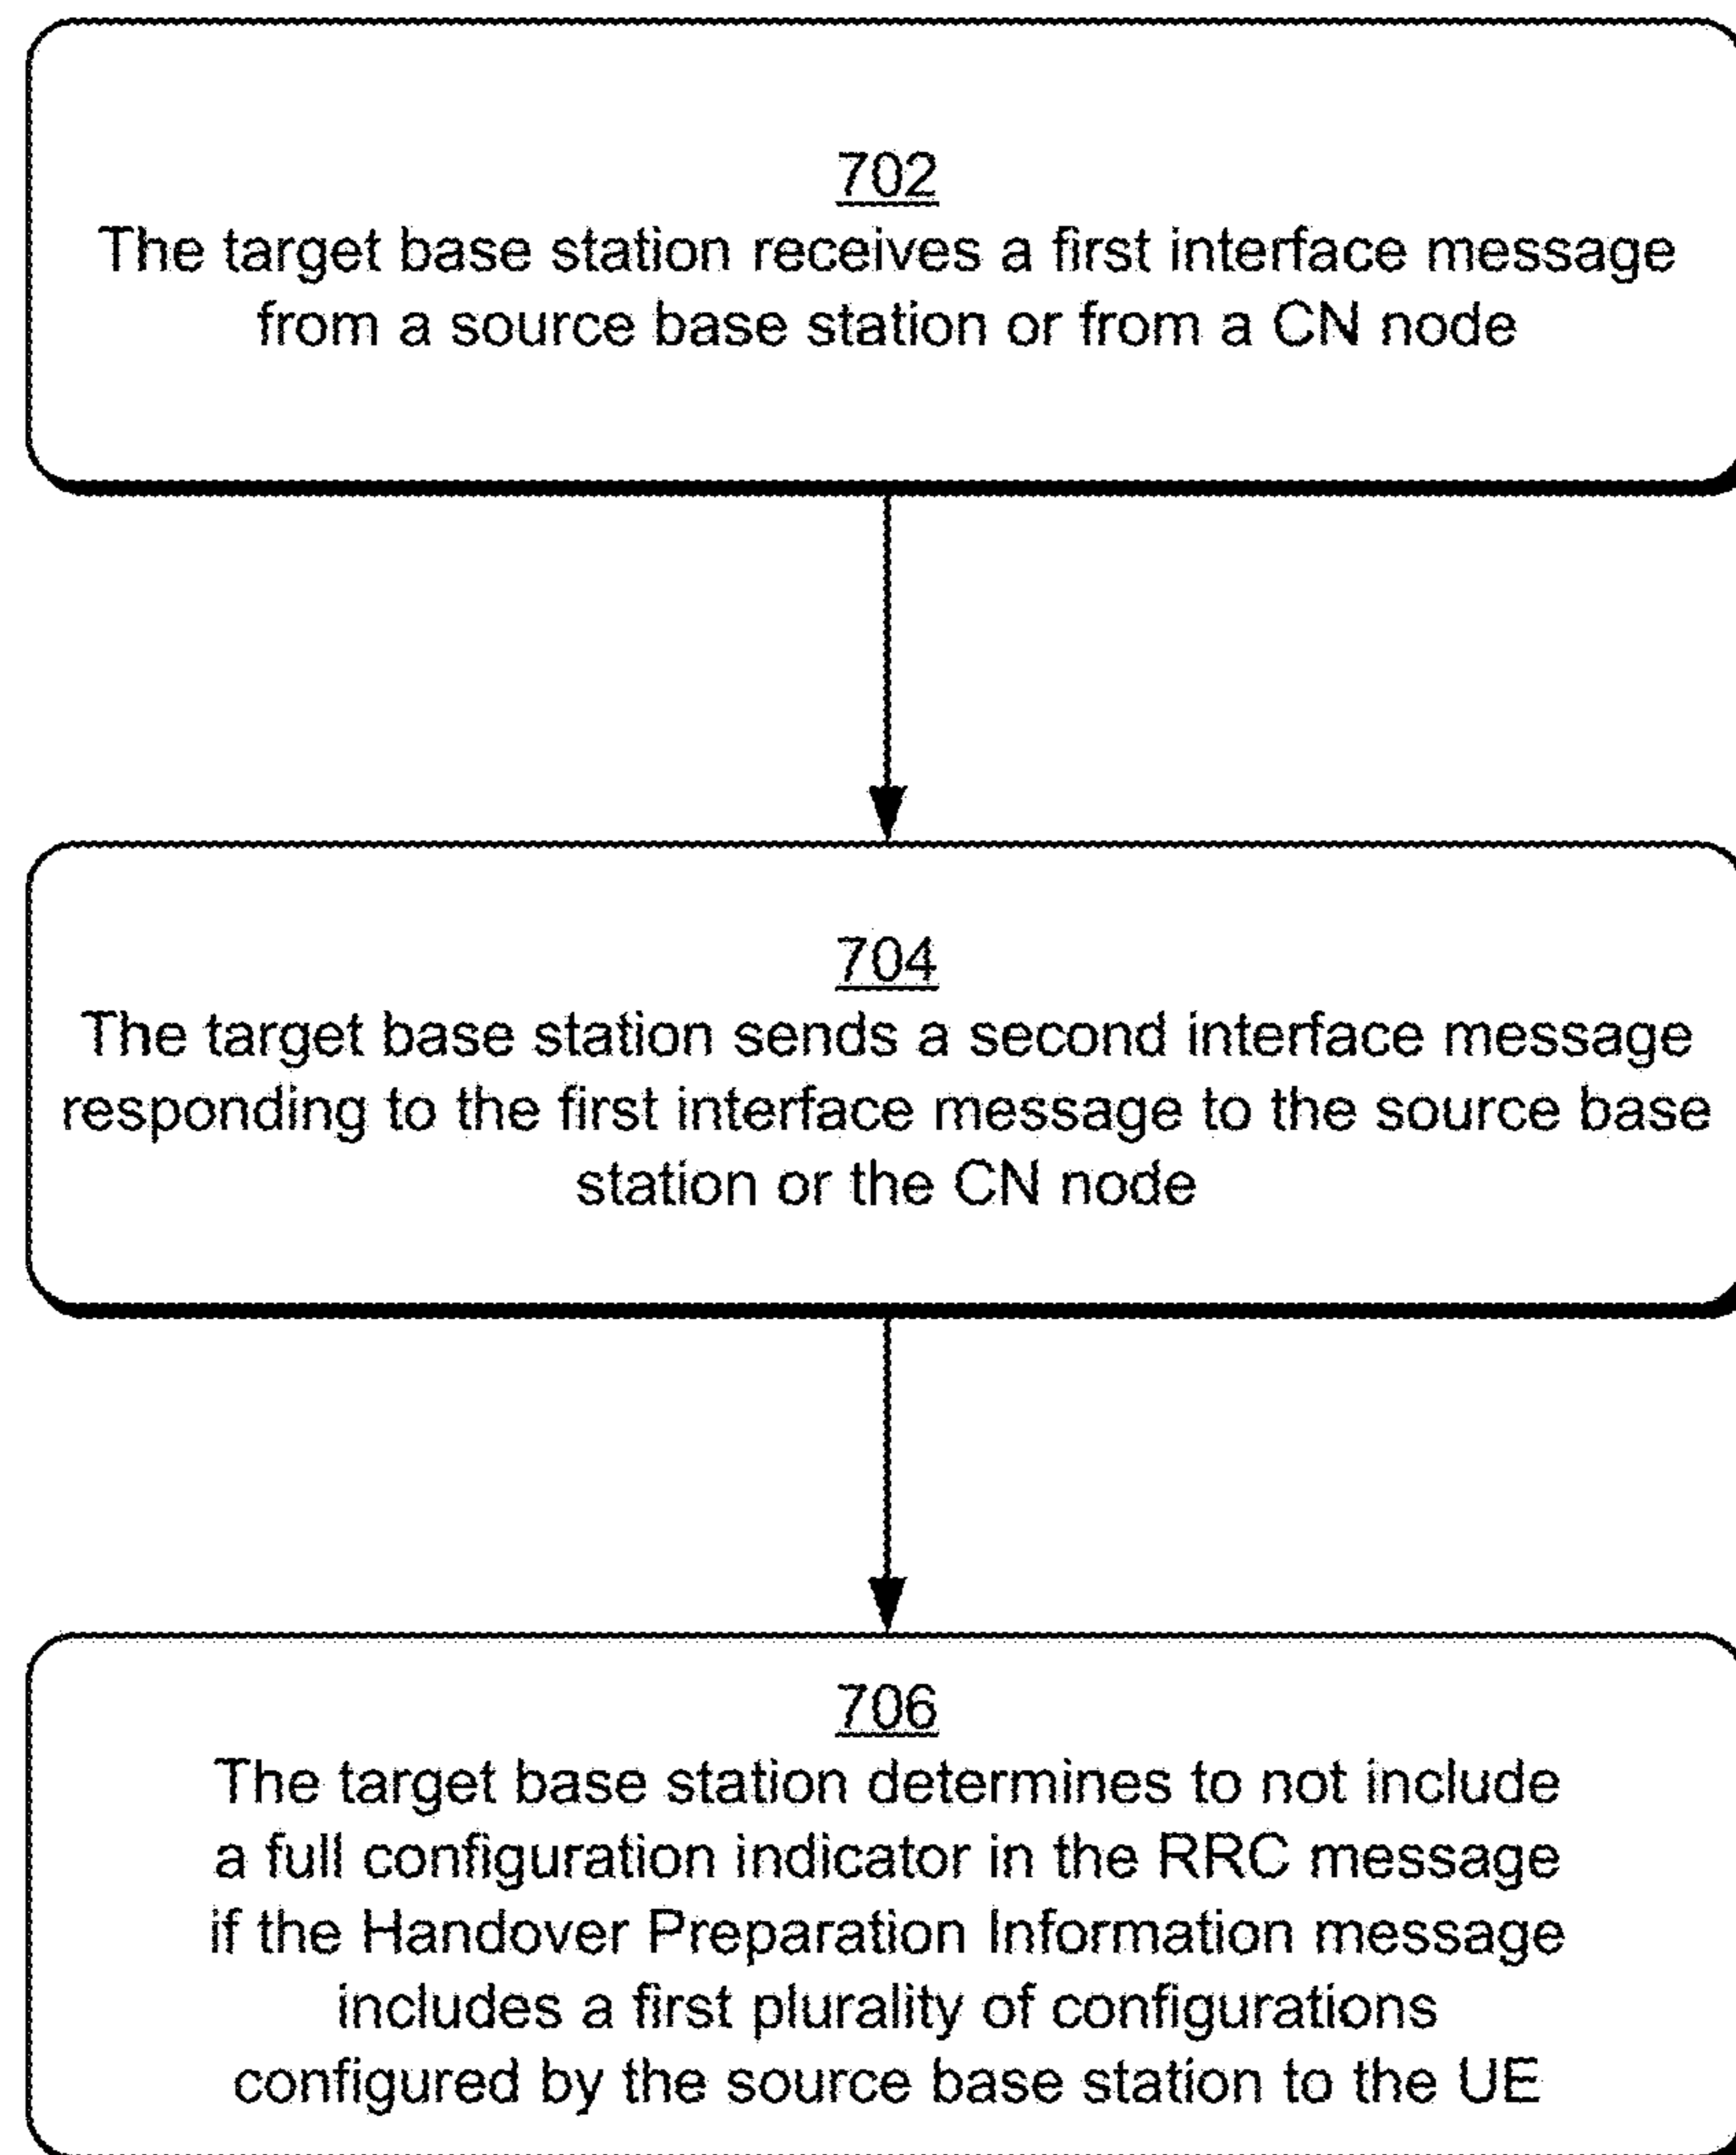 702
The target base station receives a first interface message
from a source base station or from a CN node
704
The target base station sends a second interface message
responding to the first interface message to the source base
station or the CN node
706
The target base station determines to not include
a full configuration indicator in the RRC message
if the Handover Preparation Information message
includes a first plurality of configurations
configured by the source base station to the UE